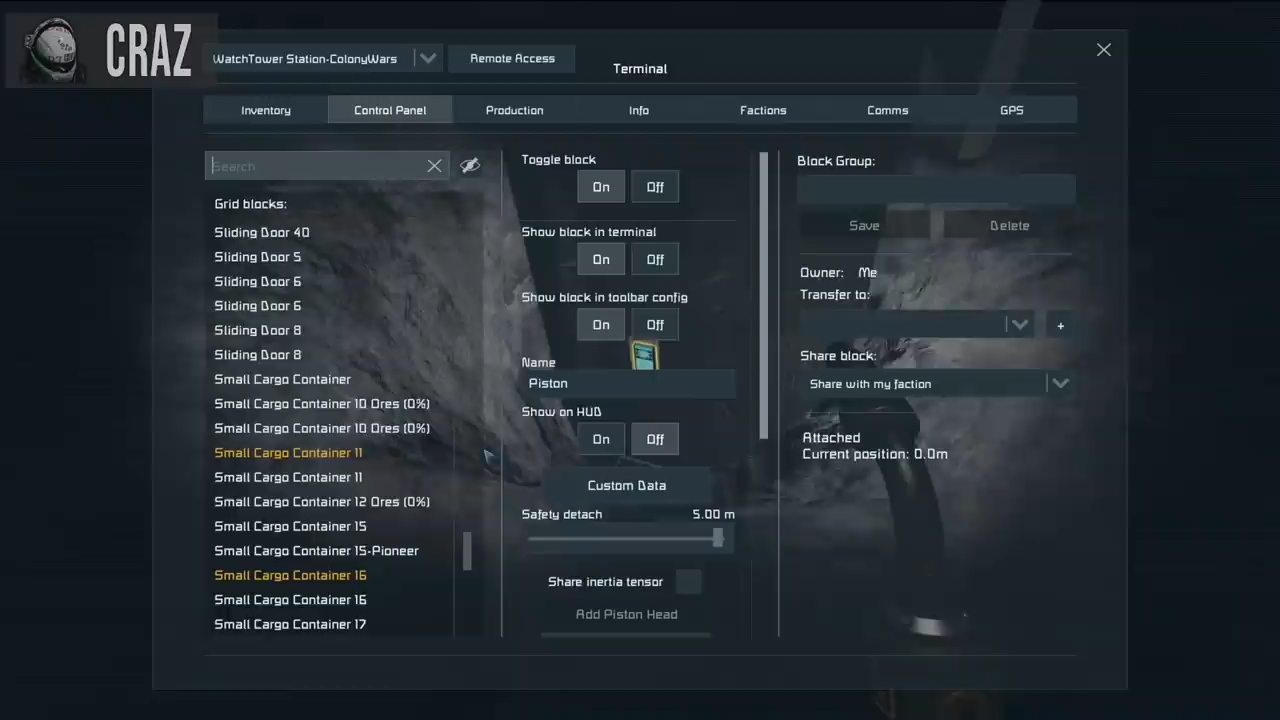 CRAZ
WatchTower Station-ColonyWars
Remote Access
Terminal
Inventory
Control Panel
Production
Info
Factions
Comms
GPS
Search
Grid blocks:
Sliding Door 40
Sliding Door 5
Sliding Door 6
Sliding Door 6
Sliding Door 8
Sliding Door 8
Small Cargo Container
Small Cargo Container 10 Ores (0%)
Small Cargo Container 10 Ores (0%)
Small Cargo Container 11
Small Cargo Container 11
Small Cargo Container 12 Ores (0%)
Small Cargo Container 15
Small Cargo Container 15-Pioneer
Small Cargo Container 16
Small Cargo Container 16
Small Cargo Container 17
Toggle block
On Off
Show block in terminal
On Off
Show block in toolbar config
On Off
Name
Piston
Show on HUD
On Off
Custom Data
Safety detach 5.00 m
Share inertia tensor
Add Piston Head
Block Group:
Save Delete
Owner: Me
Transfer to:
+
Share block:
Share with my faction
Attached
Current position: 0.0m